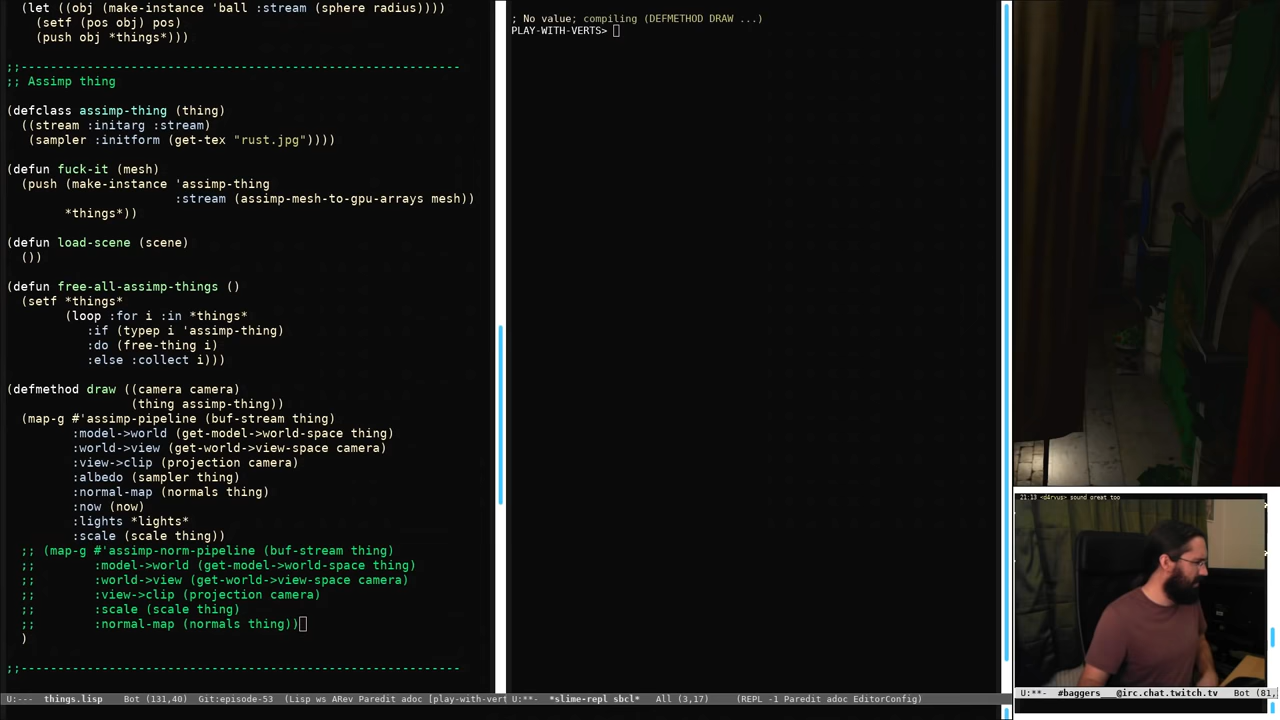 (let ((obj (make-instance 'ball :stream (sphere radius))))
(setf (pos obj) pos)
(push obj *things*)))
;;------------------------------------------------------------
;; Assimp thing
(defclass assimp-thing (thing)
((stream :initarg :stream)
(sampler :initform (get-tex "rust.jpg"))))
(defun fuck-it (mesh)
(push (make-instance 'assimp-thing
:stream (assimp-mesh-to-gpu-arrays mesh))
*things*))
(defun load-scene (scene)
())
(defun free-all-assimp-things ()
(setf *things*
(loop :for i :in *things*
:if (typep i 'assimp-thing)
:do (free-thing i)
:else :collect i)))
(defmethod draw ((camera camera)
(thing assimp-thing))
(map-g #'assimp-pipeline (buf-stream thing)
:model->world (get-model->world-space thing)
:world->view (get-world->view-space camera)
:view->clip (projection camera)
:albedo (sampler thing)
:normal-map (normals thing)
:now (now)
:lights *lights*
:scale (scale thing))
;; (map-g #'assimp-norm-pipeline (buf-stream thing)
;; :model->world (get-model->world-space thing)
;; :world->view (get-world->view-space camera)
;; :view->clip (projection camera)
;; :scale (scale thing)
;; :normal-map (normals thing))
)
;;------------------------------------------------------------
U:--- things.lisp Bot (131,40) Git:episode-53 (Lisp ws ARev Paredit adoc [play-with-vert
; No value; compiling (DEFMETHOD DRAW ...)
PLAY-WITH-VERTS>
U:**- *slime-repl sbcl* All (3,17) (REPL -1 Paredit adoc EditorConfig)
21:13 <d4ryus> sound great too
U:**- #baggers___@irc.chat.twitch.tv Bot (81,